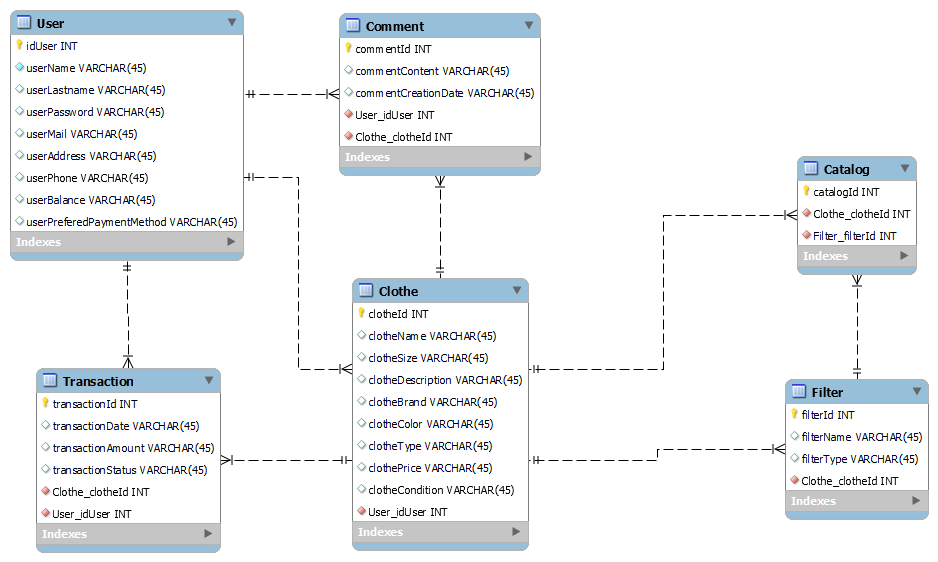 User
idUser INT
userName VARCHAR(45)
userLastname VARCHAR(45)
userPassword VARCHAR(45)
userMail VARCHAR(45)
userAddress VARCHAR(45)
userPhone VARCHAR(45)
userBalance VARCHAR(45)
userPreferedPaymentMethod VARCHAR(45)
Indexes
Comment
commentId INT
commentContent VARCHAR(45)
commentCreationDate VARCHAR(45)
User_idUser INT
Clothe_clotheId INT
Indexes
Catalog
catalogId INT
Clothe_clotheId INT
Filter_filterId INT
Indexes
Clothe
clotheId INT
clotheName VARCHAR(45)
clotheSize VARCHAR(45)
clotheDescription VARCHAR(45)
clotheBrand VARCHAR(45)
clotheColor VARCHAR(45)
clotheType VARCHAR(45)
clothePrice VARCHAR(45)
clotheCondition VARCHAR(45)
User_idUser INT
Indexes
Transaction
transactionId INT
transactionDate VARCHAR(45)
transactionAmount VARCHAR(45)
transactionStatus VARCHAR(45)
Clothe_clotheId INT
User_idUser INT
Indexes
Filter
filterId INT
filterName VARCHAR(45)
filterType VARCHAR(45)
Clothe_clotheId INT
Indexes